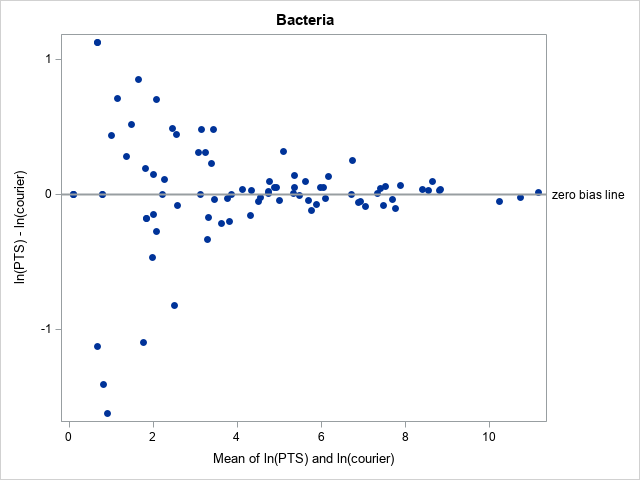 Bacteria
1
0
-1
ln(PTS) - ln(courier)
zero bias line
0 2 4 6 8 10
Mean of ln(PTS) and ln(courier)